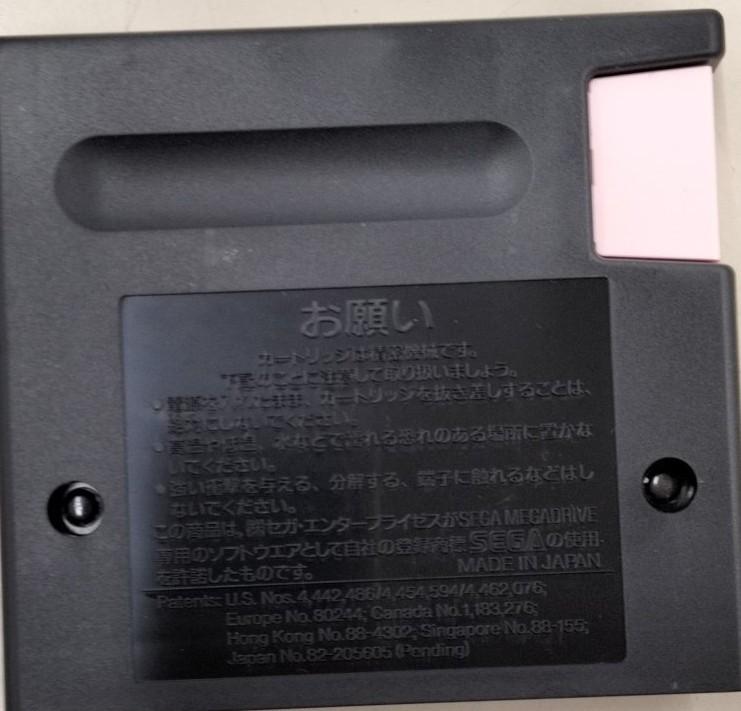 お願い
カートリッジは精密機械です。
下記のことに注意して取り扱いましょう。
●電源を入れたまま、カートリッジを抜き差しすることは、
絶対にしないでください。
●高温や低温、水などで濡れる恐れのある場所に置かな
いでください。
●強い衝撃を与える、分解する、端子に触れるなどはし
ないでください。
この商品は、㈱セガ・エンタープライゼスがSEGA MEGADRIVE
専用のソフトウエアとして自社の登録商標SEGAの使用
を許諾したものです。
MADE IN JAPAN
Patents: U.S. Nos. 4,442,486/4,454,594/4,462,076;
Europe No. 80244; Canada No. 1,183,276;
Hong Kong No. 88-4302; Singapore No. 88-155;
Japan No. 82-205605 (Pending)